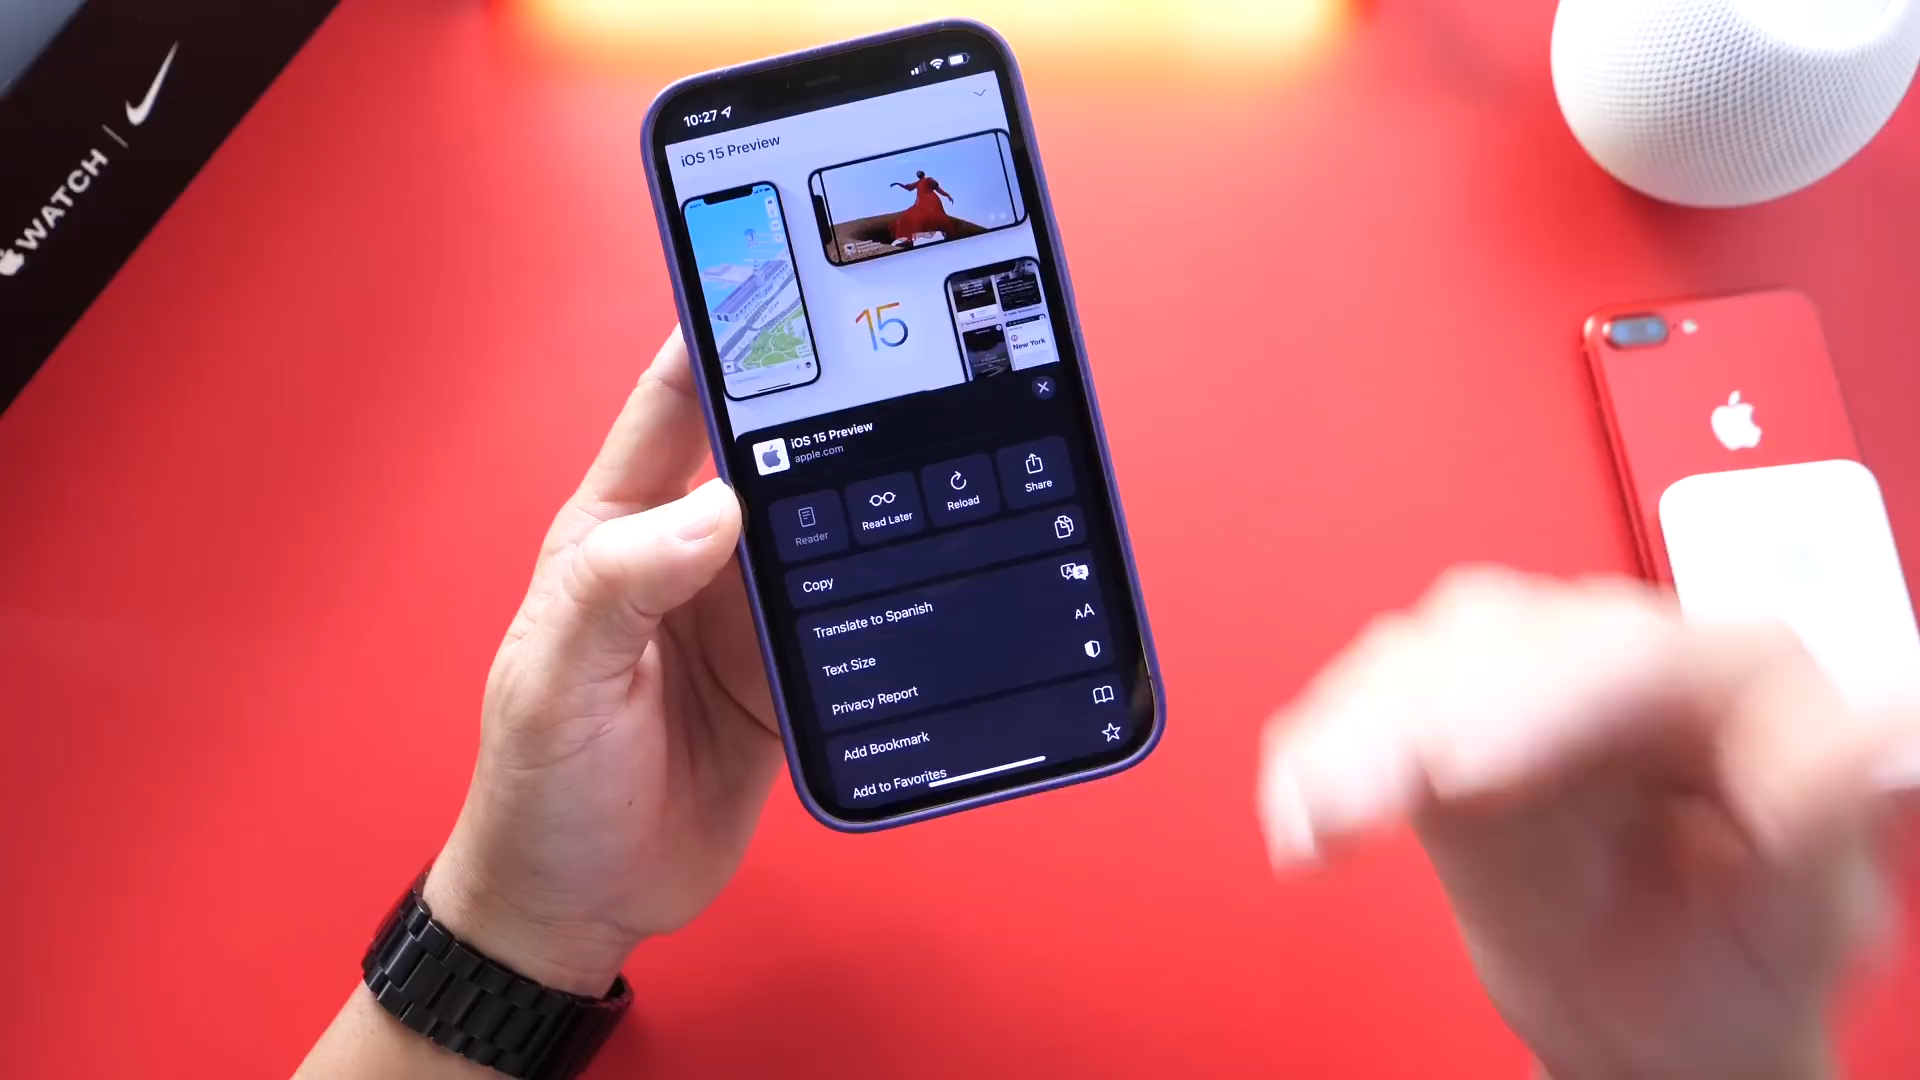 WATCH
10:27
iOS 15 Preview
15
New York
iOS 15 Preview
apple.com
Reader
Read Later
Reload
Share
Copy
Translate to Spanish
Text Size
AA
Privacy Report
Add Bookmark
Add to Favorites